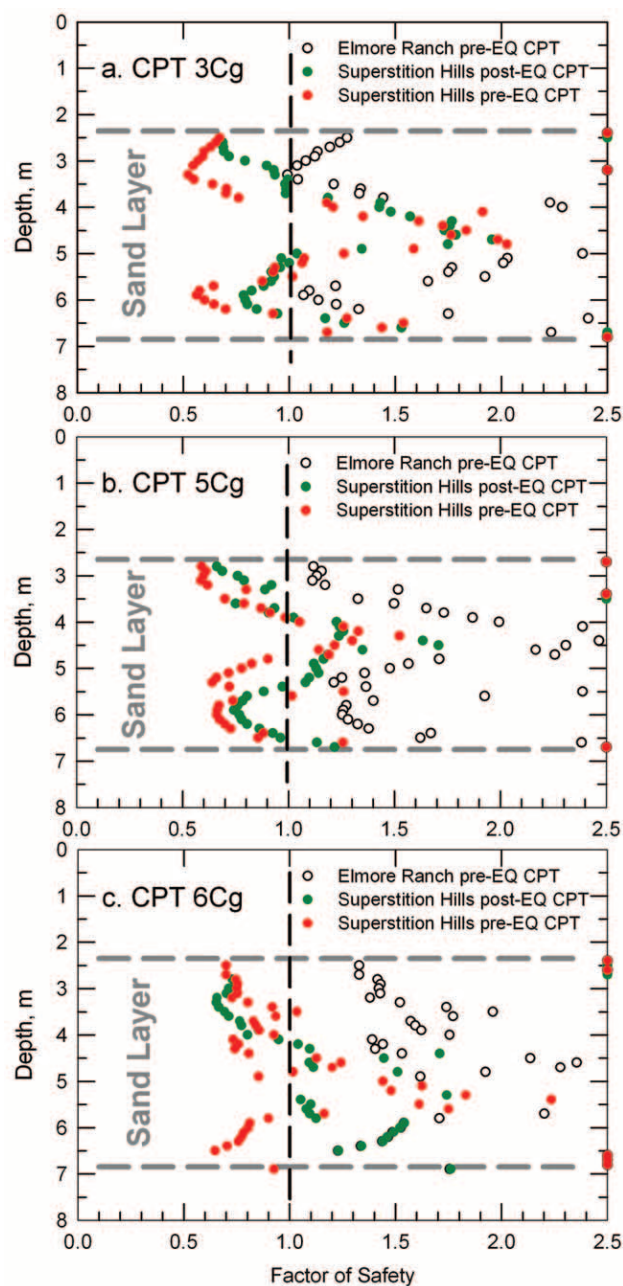 0
1
a. CPT 3Cg
Elmore Ranch pre-EQ CPT
Superstition Hills post-EQ CPT
Superstition Hills pre-EQ CPT
2
3
Depth, m
Sand Layer
4
5
6
7
8
0.0 0.5 1.0 1.5 2.0 2.5
0
b. CPT 5Cg
Elmore Ranch pre-EQ CPT
Superstition Hills post-EQ CPT
Superstition Hills pre-EQ CPT
1
2
3
Depth, m
Sand Layer
4
5
6
7
8
0.0 0.5 1.0 1.5 2.0 2.5
0
c. CPT 6Cg
Elmore Ranch pre-EQ CPT
Superstition Hills post-EQ CPT
Superstition Hills pre-EQ CPT
1
2
3
Depth, m
Sand Layer
4
5
6
7
8
0.0 0.5 1.0 1.5 2.0 2.5
Factor of Safety